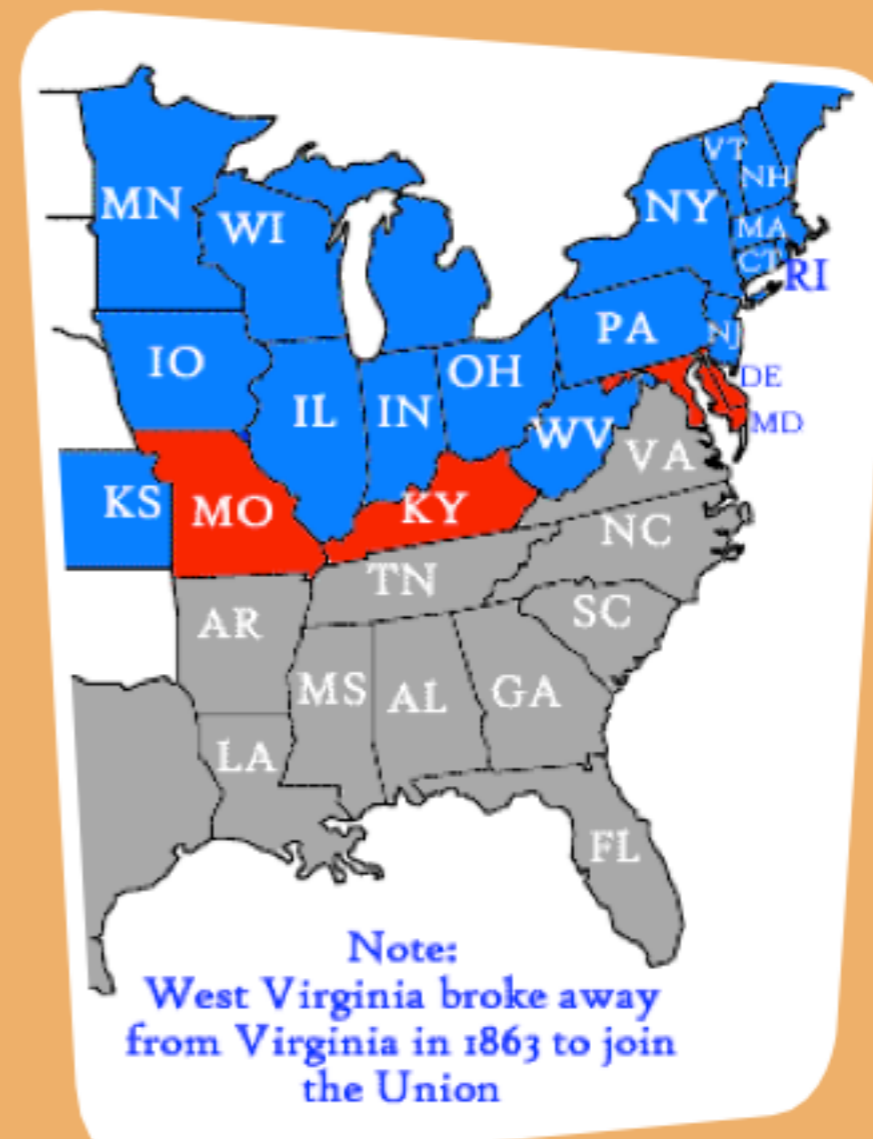 VT
NH
MN
NY
WI
MA
CT
RI
PA
NJ
IO
OH
DE
IL
IN
MD
WV
VA
KS
MO
KY
NC
TN
SC
AR
MS
AL
GA
LA
FL
Note:
West Virginia broke away
from Virginia in 1863 to join
the Union